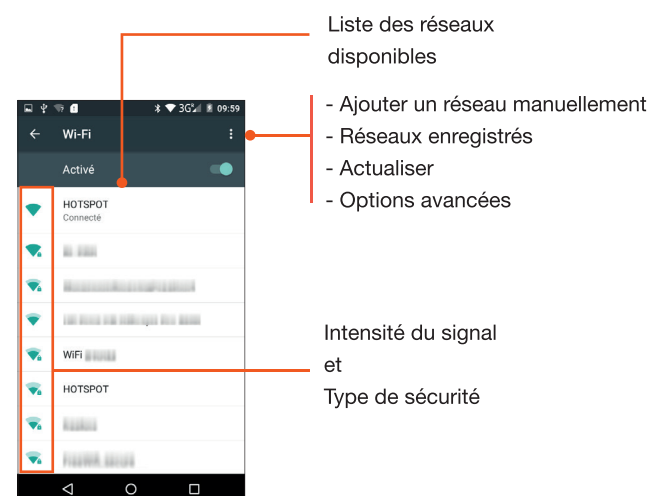 Liste des réseaux
disponibles
3G 09:59
Wi-Fi
Activé
HOTSPOT
Connecté
WiFi
HOTSPOT
- Ajouter un réseau manuellement
- Réseaux enregistrés
- Actualiser
- Options avancées
Intensité du signal
et
Type de sécurité